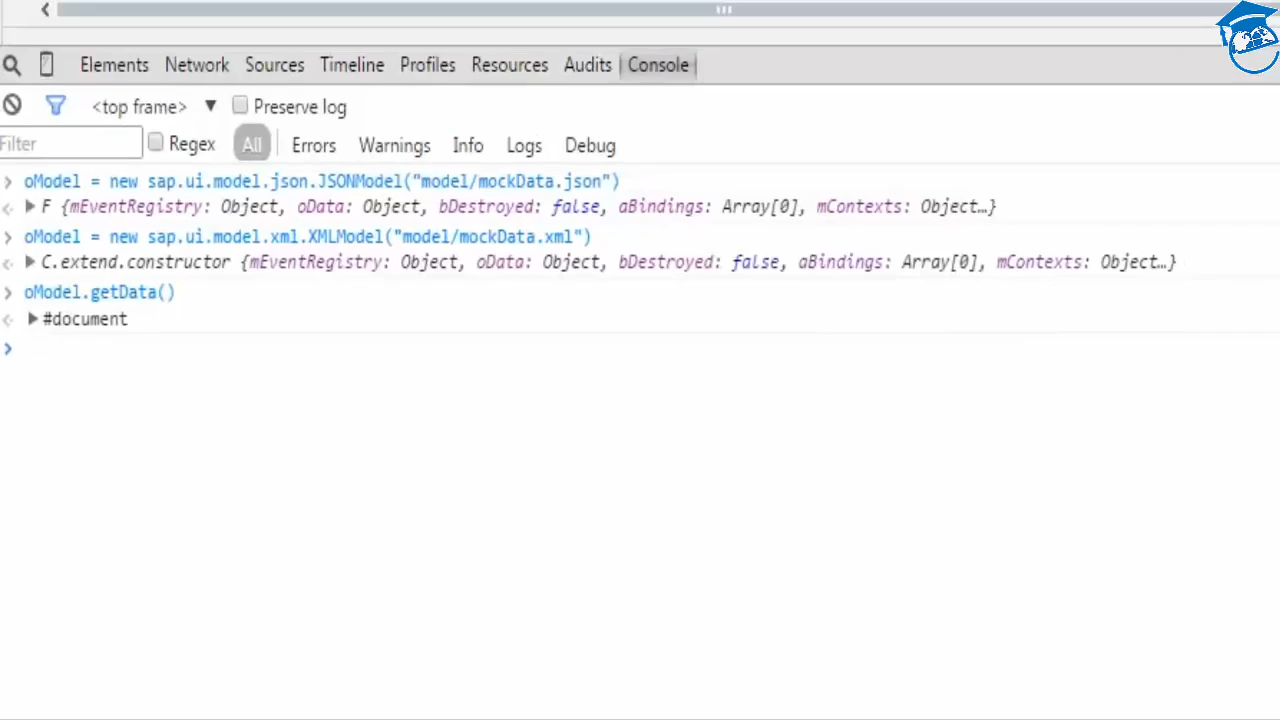 Elements Network Sources Timeline Profiles Resources Audits Console
<top frame> ▼ Preserve log
Filter Regex All Errors Warnings Info Logs Debug
oModel = new sap.ui.model.json.JSONModel("model/mockData.json")
F {mEventRegistry: Object, oData: Object, bDestroyed: false, aBindings: Array[0], mContexts: Object…}
oModel = new sap.ui.model.xml.XMLModel("model/mockData.xml")
C.extend.constructor {mEventRegistry: Object, oData: Object, bDestroyed: false, aBindings: Array[0], mContexts: Object…}
oModel.getData()
#document